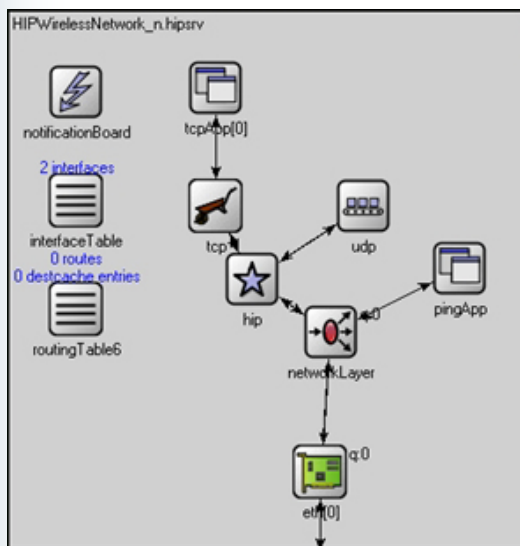 HIPWirelessNetwork_n.hipsrv
notificationBoard
tcpApp[0]
2 interfaces
interfaceTable
tcp
udp
0 routes
0 destcache entries
routingTable6
hip
pingApp
networkLayer
q:0
eth[0]